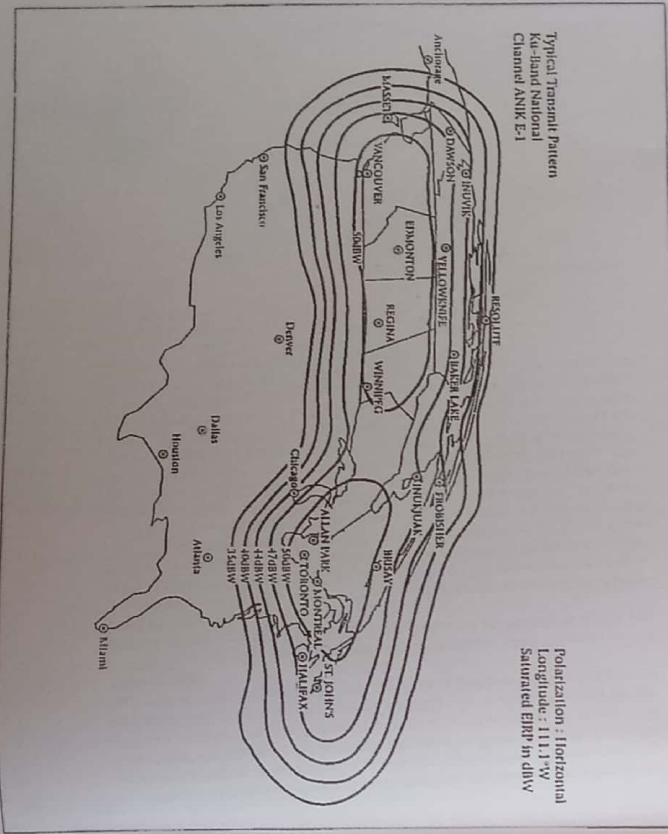 Typical Transmit Pattern
Ku-Band National
Channel ANIK E-1
Polarization : Horizontal
Longitude : 111.1°W
Saturated EIRP in dBW
Anchorage
MASSET
DAWSON
INUVIK
RESOLUTE
VANCOUVER
EDMONTON
YELLOWKNIFE
REGINA
BAKER LAKE
WINNIPEG
50dBW
San Francisco
Los Angeles
Denver
Dallas
Houston
Chicago
Atlanta
Miami
FROBISHER
INUKJUAK
BRISAY
ALLAN PARK
TORONTO
MONTREAL
ST. JOHN'S
HALIFAX
50dBW
47dBW
44dBW
40dBW
35dBW